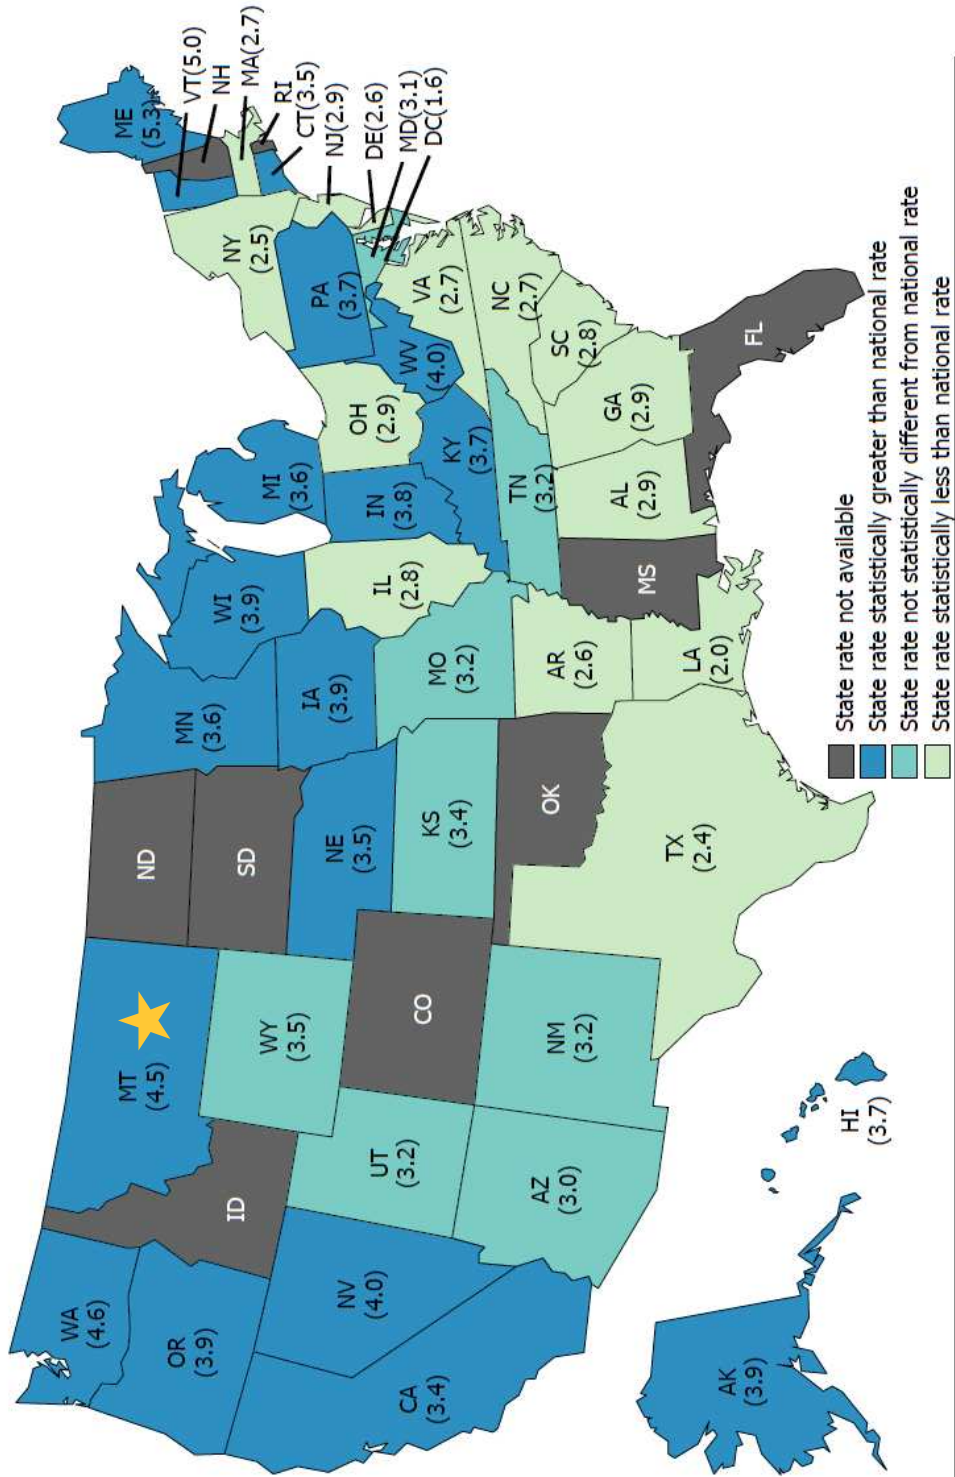 WA
(4.6)
OR
(3.9)
CA
(3.4)
NV
(4.0)
ID
MT
(4.5)
WY
(3.5)
UT
(3.2)
AZ
(3.0)
CO
NM
(3.2)
ND
SD
NE
(3.5)
KS
(3.4)
OK
TX
(2.4)
MN
(3.6)
IA
(3.9)
MO
(3.2)
AR
(2.6)
LA
(2.0)
WI
(3.9)
IL
(2.8)
MS
MI
(3.6)
IN
(3.8)
KY
(3.7)
TN
(3.2)
AL
(2.9)
OH
(2.9)
WV
(4.0)
GA
(2.9)
FL
SC
(2.8)
NC
(2.7)
VA
(2.7)
PA
(3.7)
NY
(2.5)
ME
(5.3)
VT(5.0)
NH
MA(2.7)
RI
CT(3.5)
NJ(2.9)
DE(2.6)
MD(3.1)
DC(1.6)
AK
(3.9)
HI
(3.7)
State rate not available
State rate statistically greater than national rate
State rate not statistically different from national rate
State rate statistically less than national rate